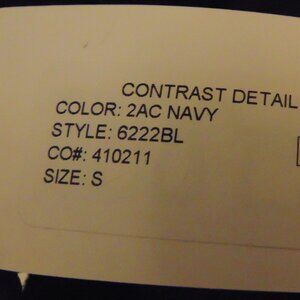 CONTRAST DETAIL
COLOR: 2AC NAVY
STYLE: 6222BL
CO#: 410211
SIZE: S